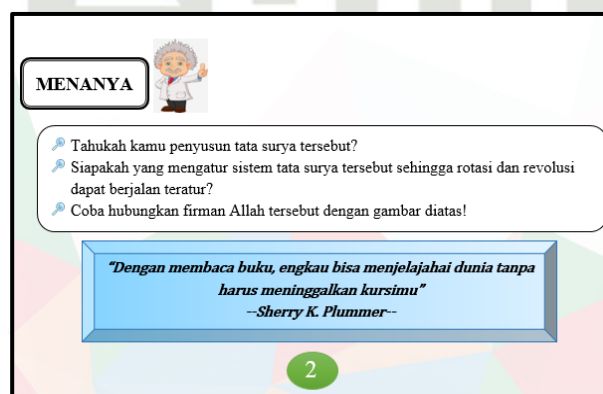 MENANYA
Tahukah kamu penyusun tata surya tersebut?
Siapakah yang mengatur sistem tata surya tersebut sehingga rotasi dan revolusi
dapat berjalan teratur?
Coba hubungkan firman Allah tersebut dengan gambar diatas!
“Dengan membaca buku, engkau bisa menjelajahai dunia tanpa
harus meninggalkan kursimu”
--Sherry K. Plummer--
2